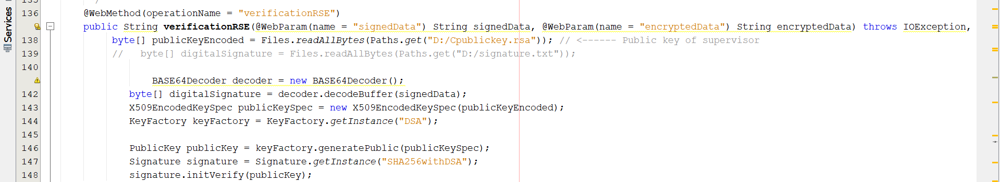 Services
135 */
136 @WebMethod(operationName = "verificationRSE")
public String verificationRSE(@WebParam(name = "signedData") String signedData, @WebParam(name = "encryptedData") String encryptedData) throws IOException,
138 byte[] publicKeyEncoded = Files.readAllBytes(Paths.get("D:/Cpublickey.rsa")); // <------ Public key of supervisor
139 //   byte[] digitalSignature = Files.readAllBytes(Paths.get("D:/signature.txt"));
140
BASE64Decoder decoder = new BASE64Decoder();
142 byte[] digitalSignature = decoder.decodeBuffer(signedData);
143 X509EncodedKeySpec publicKeySpec = new X509EncodedKeySpec(publicKeyEncoded);
144 KeyFactory keyFactory = KeyFactory.getInstance("DSA");
145
146 PublicKey publicKey = keyFactory.generatePublic(publicKeySpec);
147 Signature signature = Signature.getInstance("SHA256withDSA");
148 signature.initVerify(publicKey);